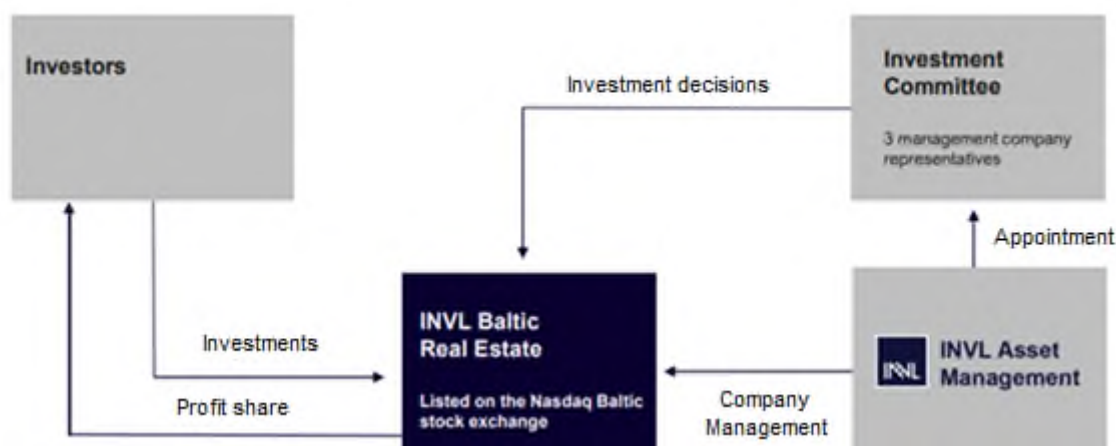 Investors
Investment decisions
Investment
Committee
3 management company
representatives
Appointment
INVL Baltic
Real Estate
Listed on the Nasdaq Baltic
stock exchange
Investments
Profit share
Company
Management
INVL
INVL Asset
Management